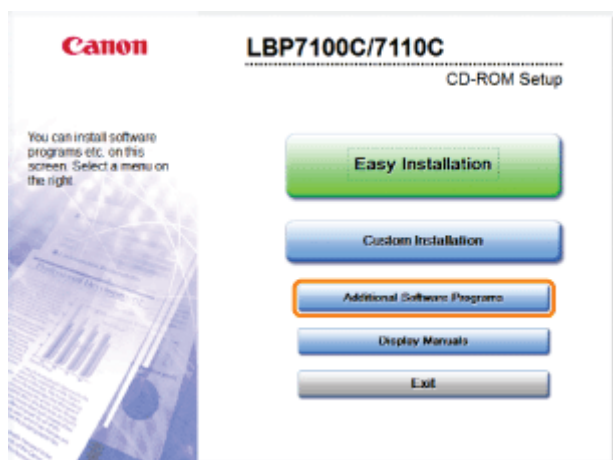 Canon
LBP7100C/7110C
CD-ROM Setup
You can install software
programs etc. on this
screen. Select a menu on
the right.
Easy Installation
Custom Installation
Additional Software Programs
Display Manuals
Exit